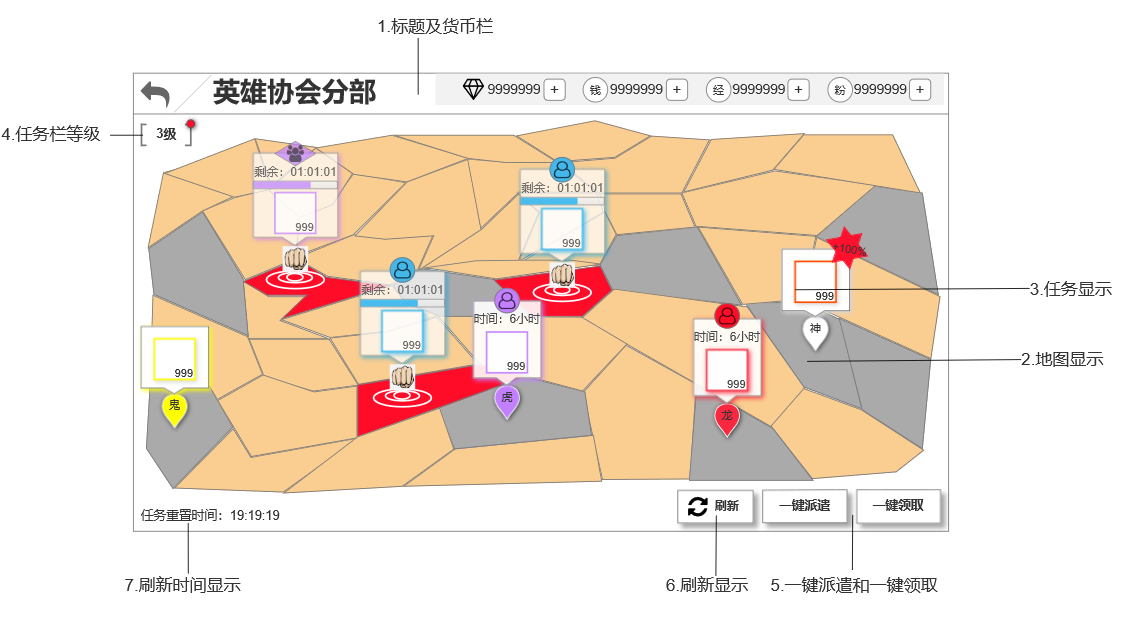 1.标题及货币栏
英雄协会分部
9999999 +
钱 9999999 +
经 9999999 +
粉 9999999 +
4.任务栏等级
3级
剩余：01:01:01
999
剩余：01:01:01
999
+100%
999
神
3.任务显示
剩余：01:01:01
999
时间：6小时
999
虎
时间：6小时
999
龙
2.地图显示
999
鬼
刷新
一键派遣
一键领取
任务重置时间：19:19:19
7.刷新时间显示
6.刷新显示
5.一键派遣和一键领取